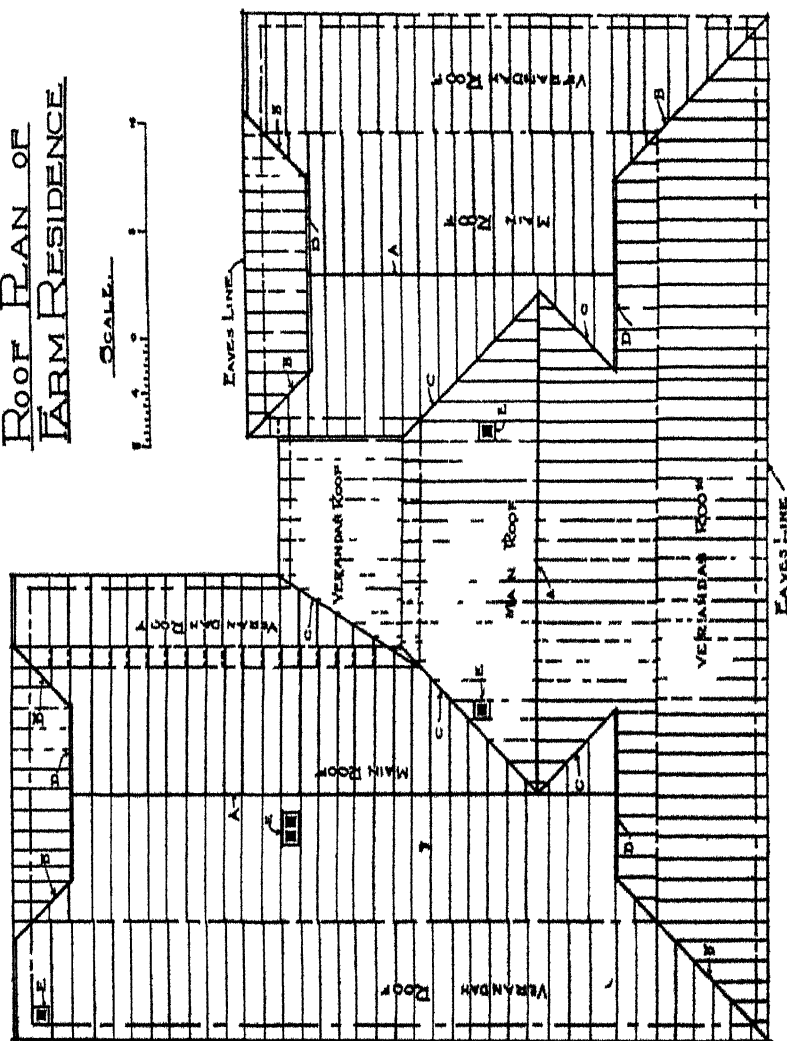 ROOF PLAN OF
FARM RESIDENCE
SCALE.
VERANDAH ROOF
B
B
MAIN ROOF
D
A
EAVES LINE
B
C
C
D
E
VERANDAH ROOF
MAIN ROOF
A
VERANDAH ROOF
EAVES LINE
VERANDAH ROOF
C
E
B
C
D
MAIN ROOF
A
C
E
B
D
VERANDAH ROOF
B
E